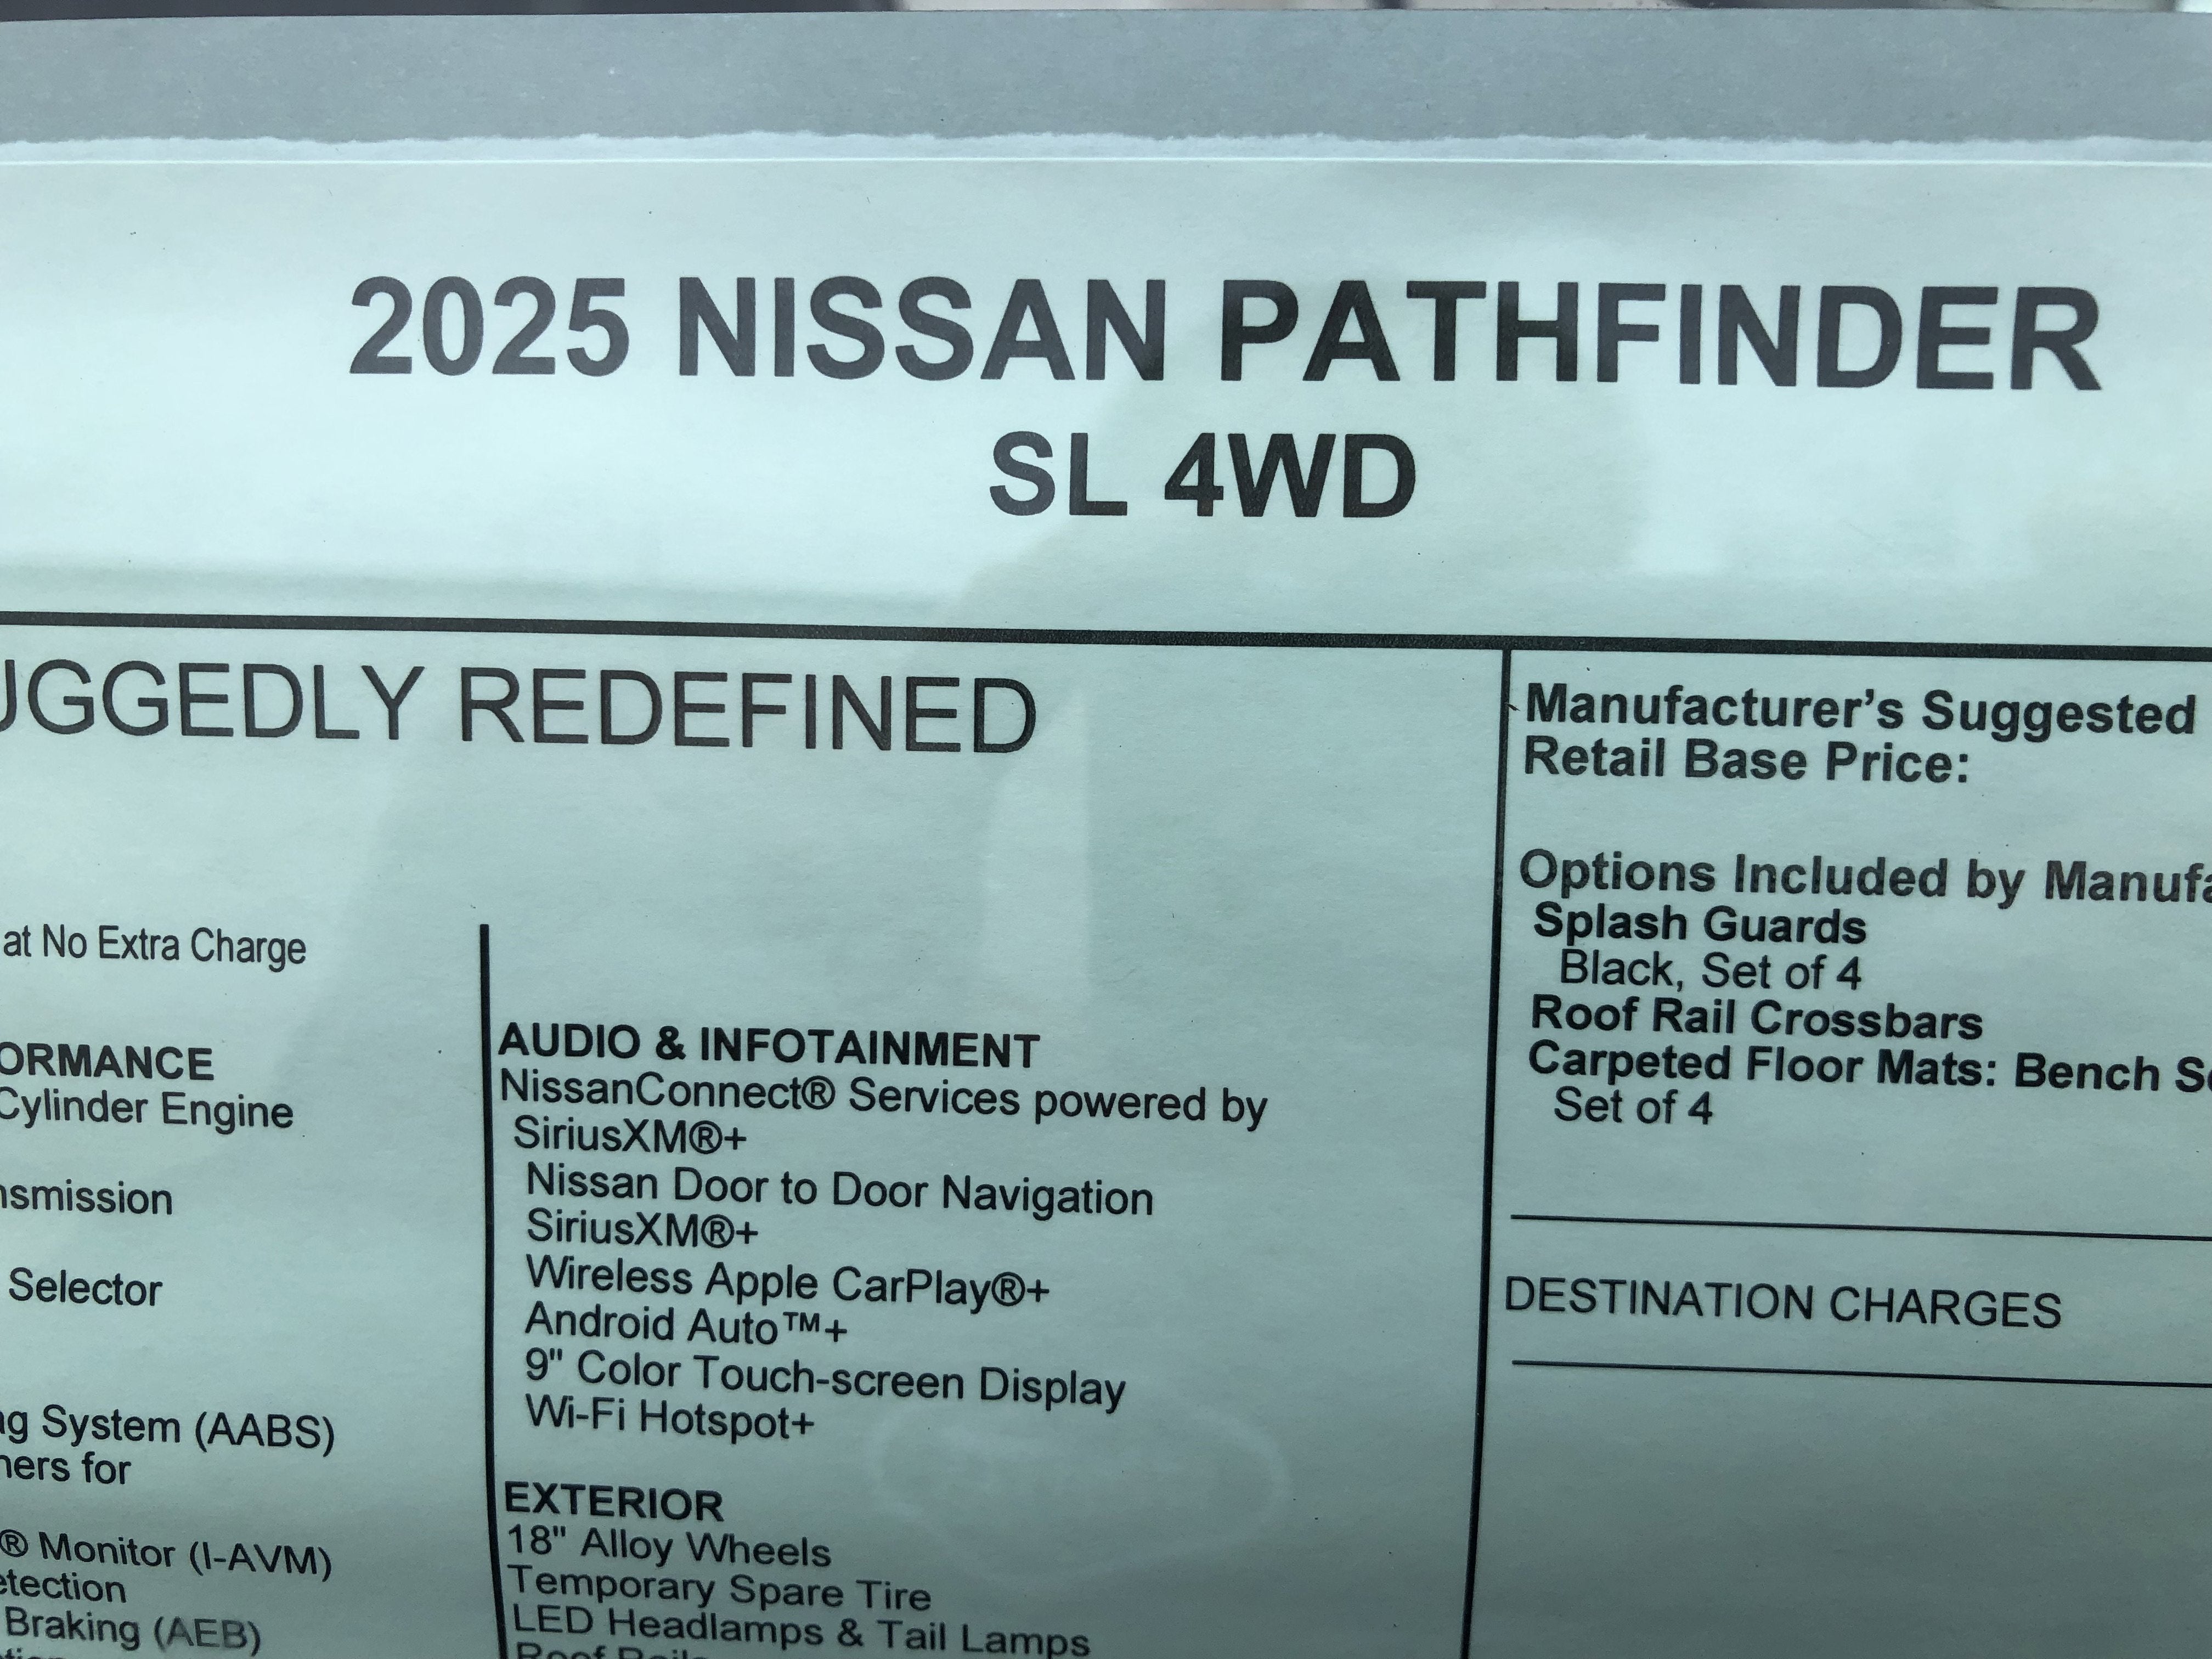 2025 NISSAN PATHFINDER
SL 4WD
UGGEDLY REDEFINED
at No Extra Charge
ORMANCE
Cylinder Engine
nsmission
Selector
ng System (AABS)
ners for
® Monitor (I-AVM)
etection
Braking (AEB)
AUDIO & INFOTAINMENT
NissanConnect® Services powered by
SiriusXM®+
Nissan Door to Door Navigation
SiriusXM®+
Wireless Apple CarPlay®+
Android Auto™+
9" Color Touch-screen Display
Wi-Fi Hotspot+
EXTERIOR
18" Alloy Wheels
Temporary Spare Tire
LED Headlamps & Tail Lamps
Roof Rails
Manufacturer's Suggested
Retail Base Price:
Options Included by Manufa
Splash Guards
Black, Set of 4
Roof Rail Crossbars
Carpeted Floor Mats: Bench Se
Set of 4
DESTINATION CHARGES